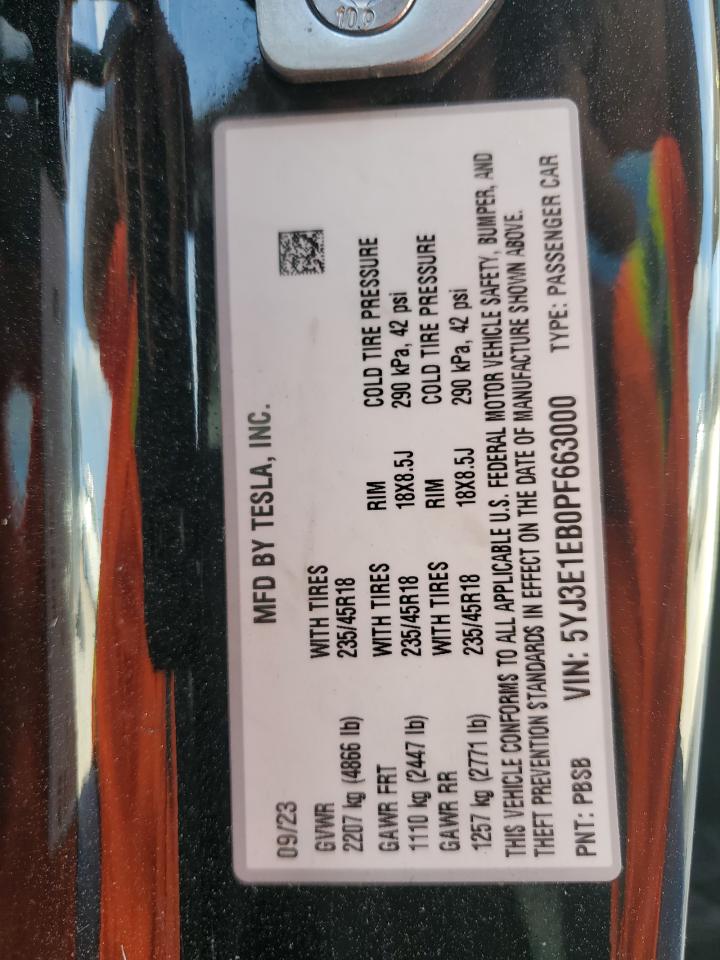 10.9
09/23 MFD BY TESLA, INC.
GVWR WITH TIRES
2207 kg (4866 lb) 235/45R18
GAWR FRT WITH TIRES RIM COLD TIRE PRESSURE
1110 kg (2447 lb) 235/45R18 18X8.5J 290 kPa, 42 psi
GAWR RR WITH TIRES RIM COLD TIRE PRESSURE
1257 kg (2771 lb) 235/45R18 18X8.5J 290 kPa, 42 psi
THIS VEHICLE CONFORMS TO ALL APPLICABLE U.S. FEDERAL MOTOR VEHICLE SAFETY, BUMPER, AND
THEFT PREVENTION STANDARDS IN EFFECT ON THE DATE OF MANUFACTURE SHOWN ABOVE.
PNT: PBSB VIN: 5YJ3E1EB0PF663000 TYPE: PASSENGER CAR